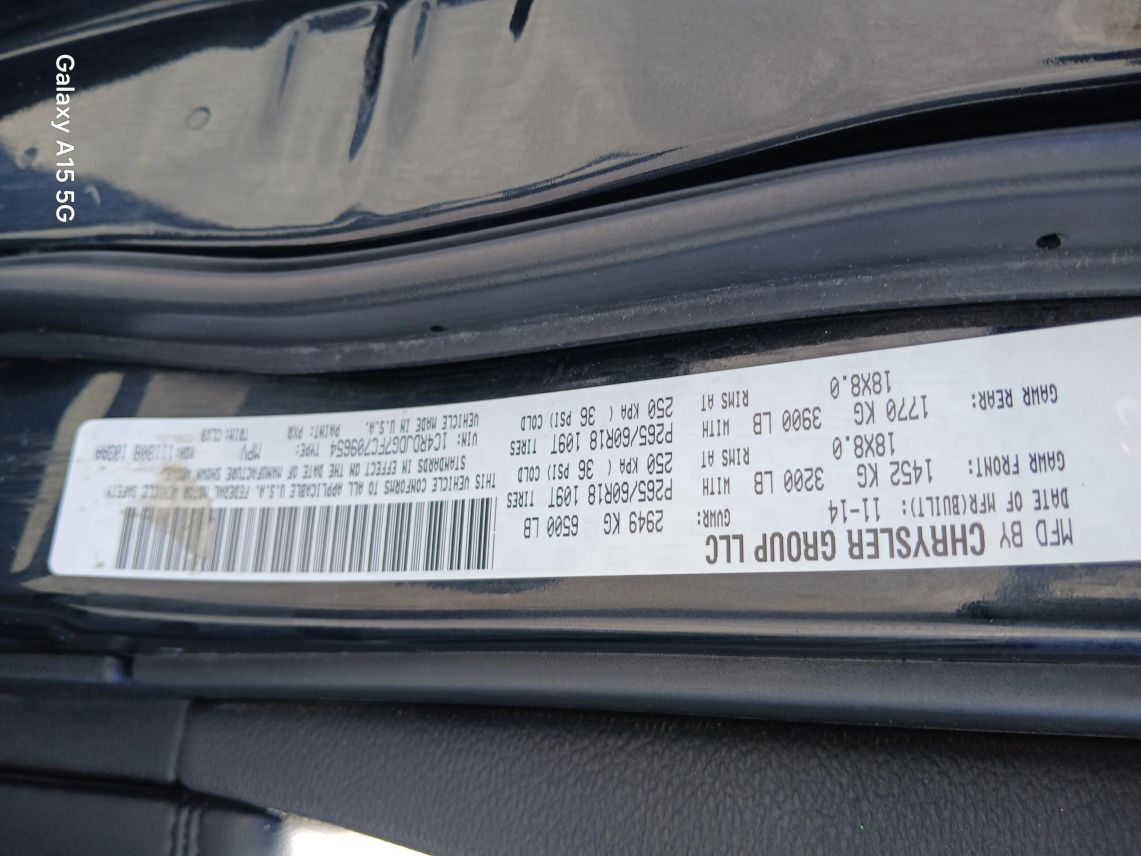 MFD BY CHRYSLER GROUP LLC
DATE OF MFR(BUILT): 11-14 GVWR: 2949 KG 6500 LB
GAWR FRONT: 1452 KG 3200 LB WITH P265/60R18 109T TIRES
18X8.0 RIMS AT 250 KPA ( 36 PSI) COLD
GAWR REAR: 1770 KG 3900 LB WITH P265/60R18 109T TIRES
18X8.0 RIMS AT 250 KPA ( 36 PSI) COLD
THIS VEHICLE CONFORMS TO ALL APPLICABLE U.S.A. FEDERAL MOTOR VEHICLE SAFETY
STANDARDS IN EFFECT ON THE DATE OF MANUFACTURE SHOWN
VIN: 1C4RDJDG7FC709654 TYPE: MPV
VEHICLE MADE IN U.S.A. PAINT: PXR TRIM:
Galaxy A15 5G